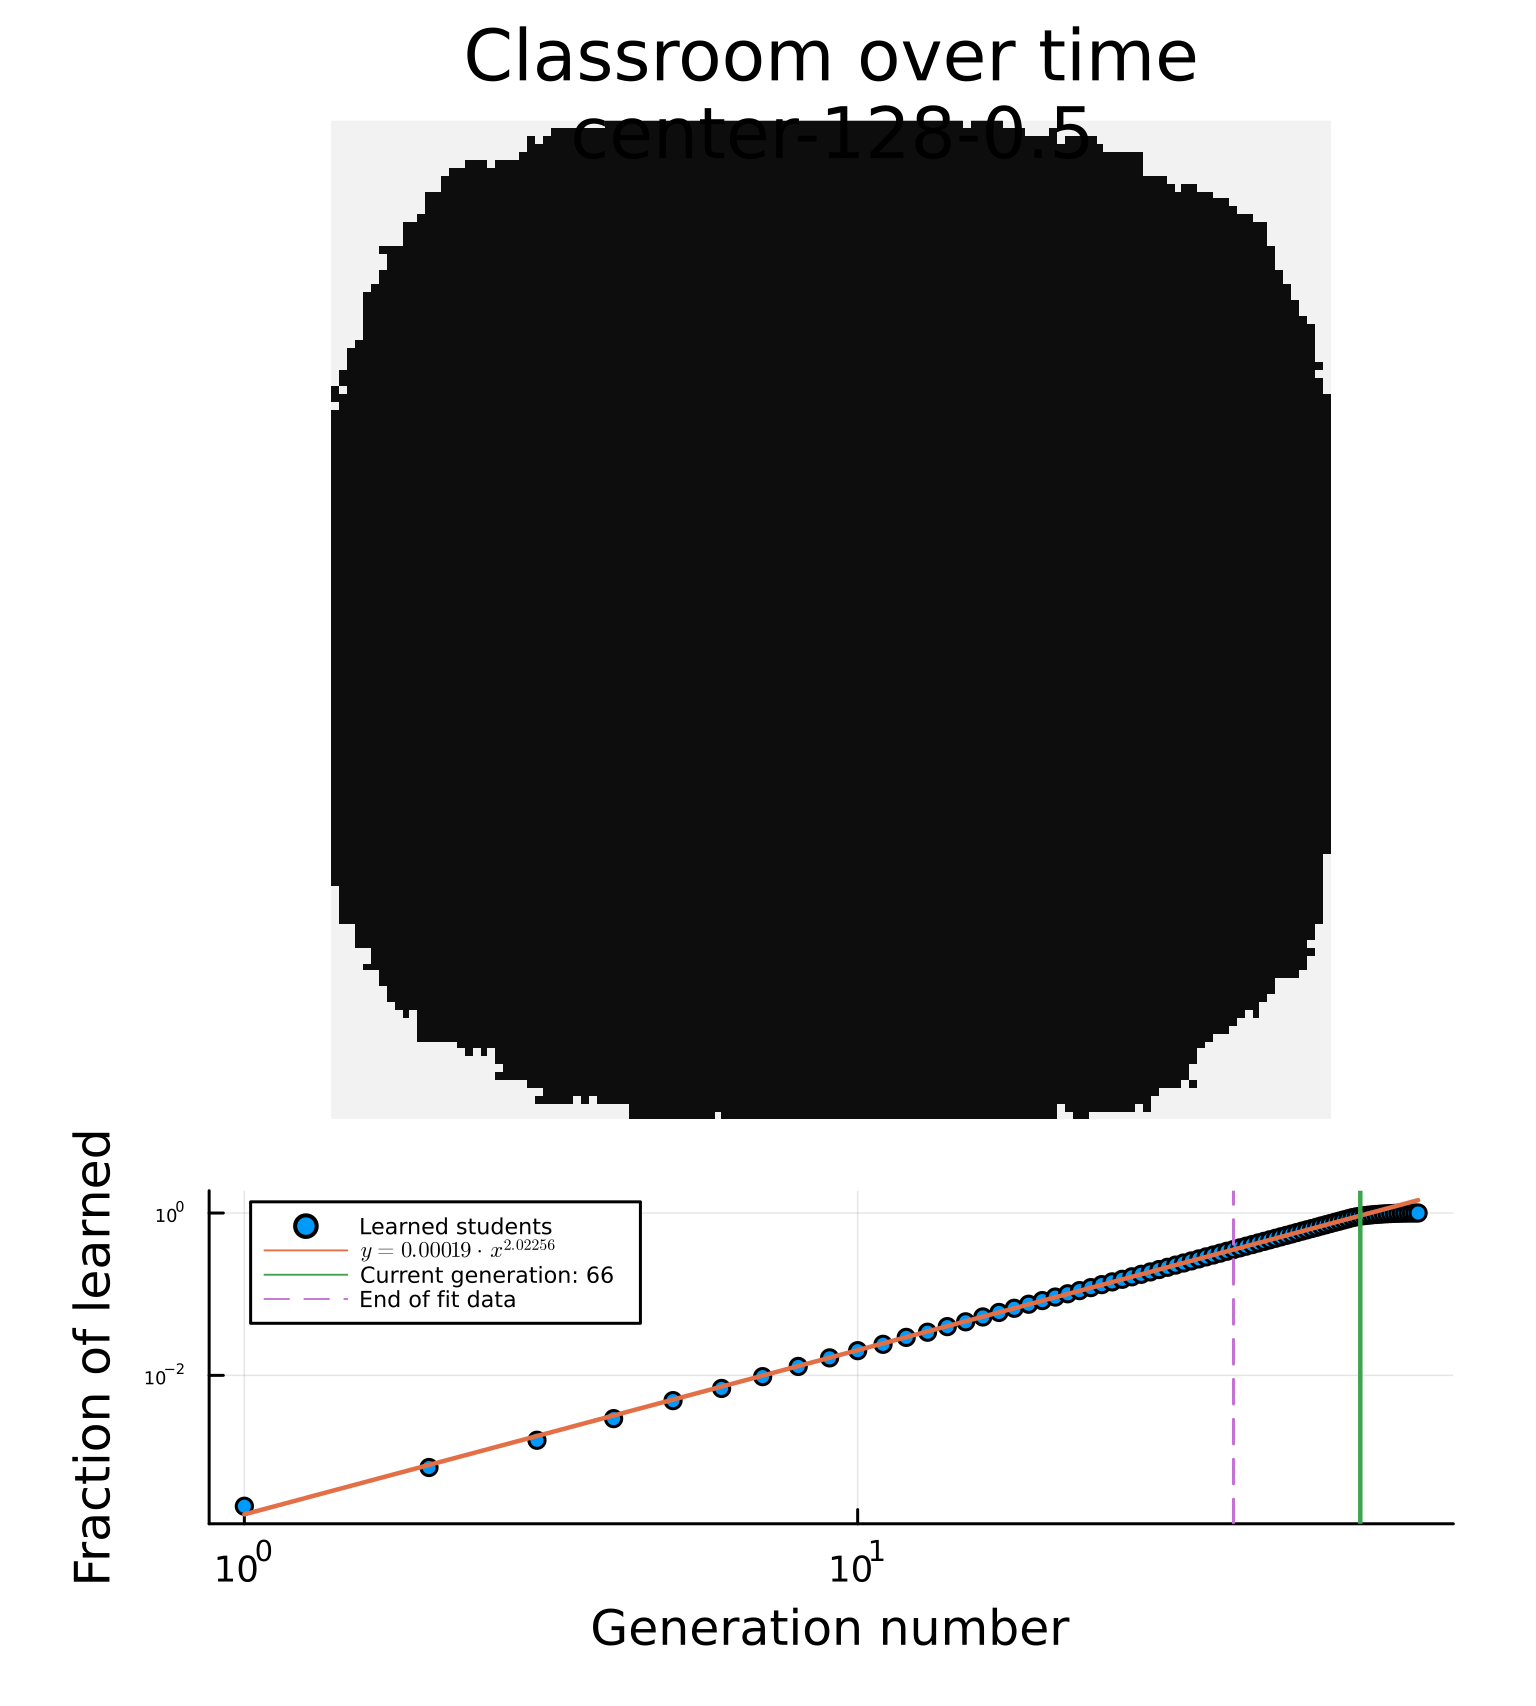 Classroom over time
center-128-0.5
Fraction of learned
10⁰
10⁻²
Learned students
y = 0.00019 · x^2.02256
Current generation: 66
End of fit data
10⁰ 10¹
Generation number